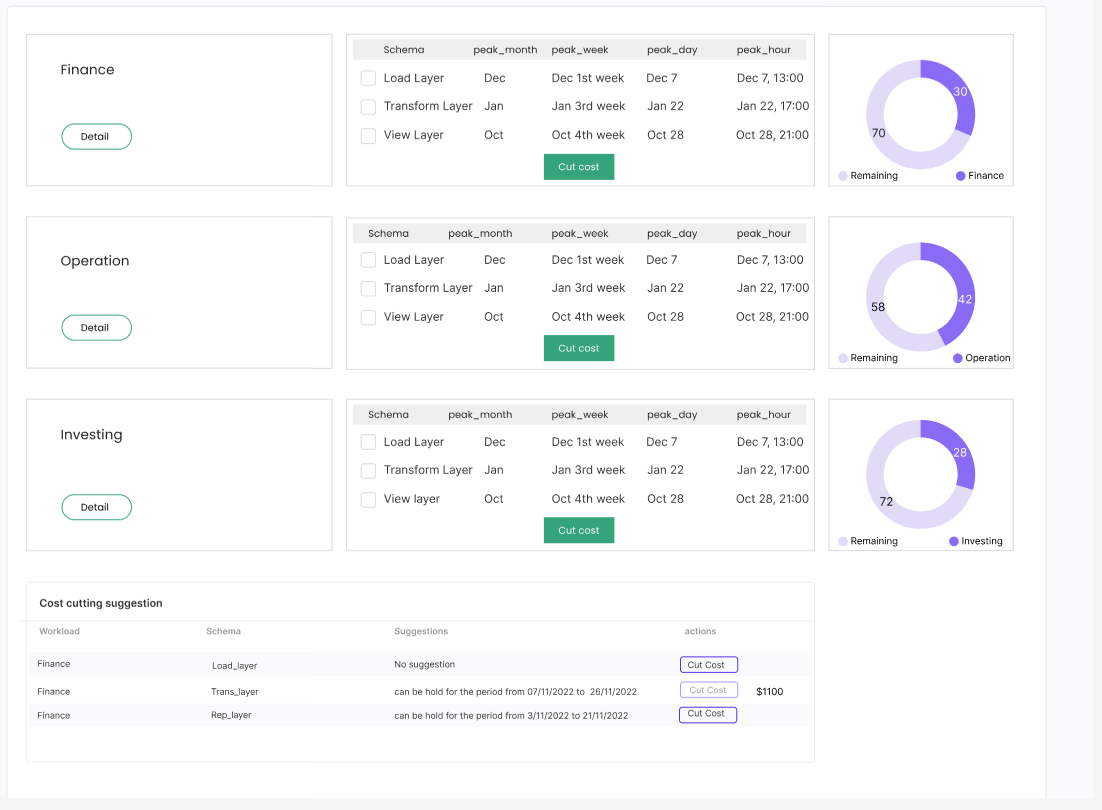 Finance
Detail
Schema peak_month peak_week peak_day peak_hour
Load Layer Dec Dec 1st week Dec 7 Dec 7, 13:00
Transform Layer Jan Jan 3rd week Jan 22 Jan 22, 17:00
View Layer Oct Oct 4th week Oct 28 Oct 28, 21:00
Cut cost
30
70
Remaining Finance
Operation
Detail
Schema peak_month peak_week peak_day peak_hour
Load Layer Dec Dec 1st week Dec 7 Dec 7, 13:00
Transform Layer Jan Jan 3rd week Jan 22 Jan 22, 17:00
View Layer Oct Oct 4th week Oct 28 Oct 28, 21:00
Cut cost
42
58
Remaining Operation
Investing
Detail
Schema peak_month peak_week peak_day peak_hour
Load Layer Dec Dec 1st week Dec 7 Dec 7, 13:00
Transform Layer Jan Jan 3rd week Jan 22 Jan 22, 17:00
View layer Oct Oct 4th week Oct 28 Oct 28, 21:00
Cut cost
28
72
Remaining Investing
Cost cutting suggestion
Workload Schema Suggestions actions
Finance Load_layer No suggestion Cut Cost
Finance Trans_layer can be hold for the period from 07/11/2022 to 26/11/2022 Cut Cost $1100
Finance Rep_layer can be hold for the period from 3/11/2022 to 21/11/2022 Cut Cost